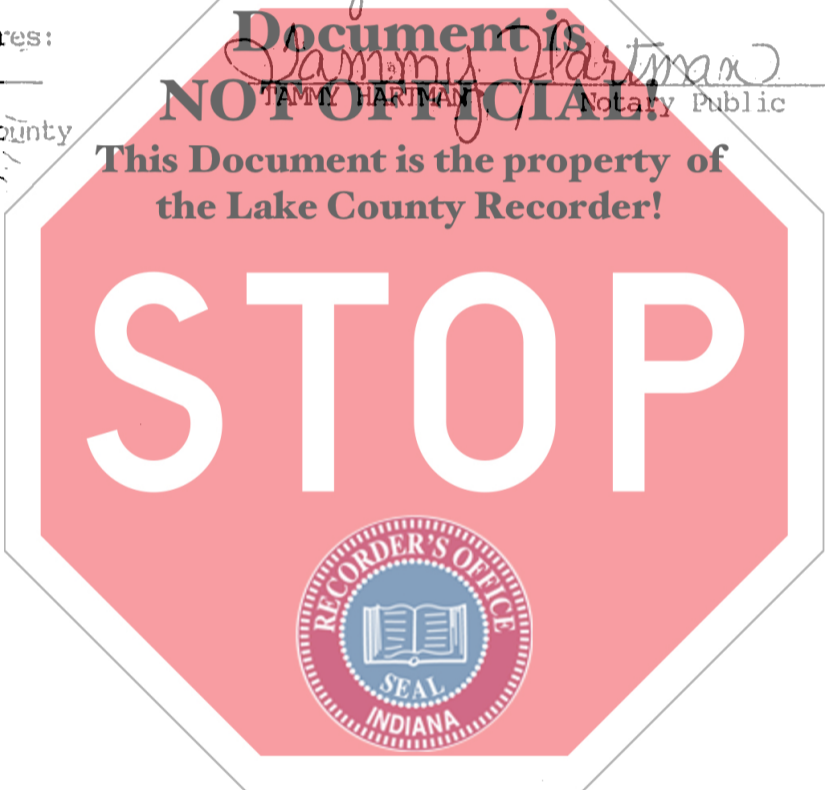 Document is
res:
Tammy Hartman
NOT OFFICIAL!
TAMMY HARTMAN Notary Public
ounty
This Document is the property of
the Lake County Recorder!
STOP
RECORDER'S OFFICE
SEAL
INDIANA